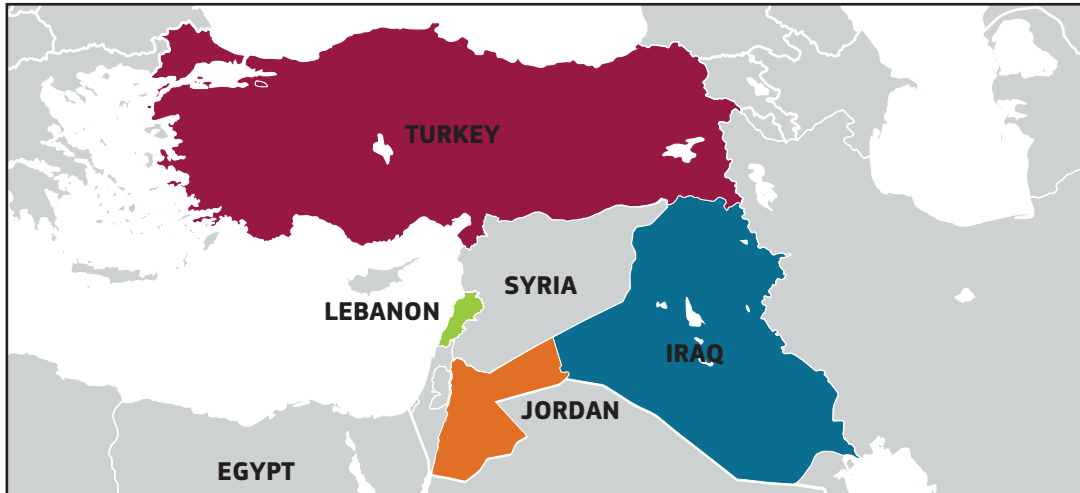 TURKEY
SYRIA
LEBANON
IRAQ
JORDAN
EGYPT